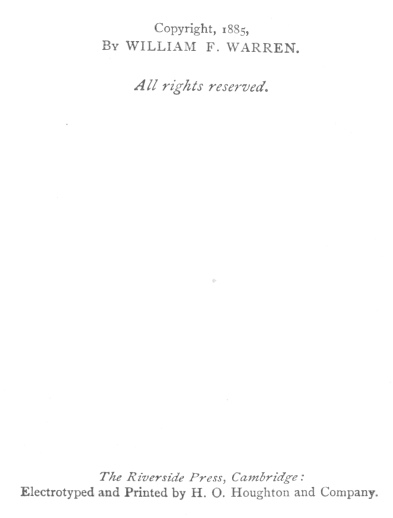 Copyright, 1885,
By WILLIAM F. WARREN.
All rights reserved.
The Riverside Press, Cambridge:
Electrotyped and Printed by H. O. Houghton and Company.